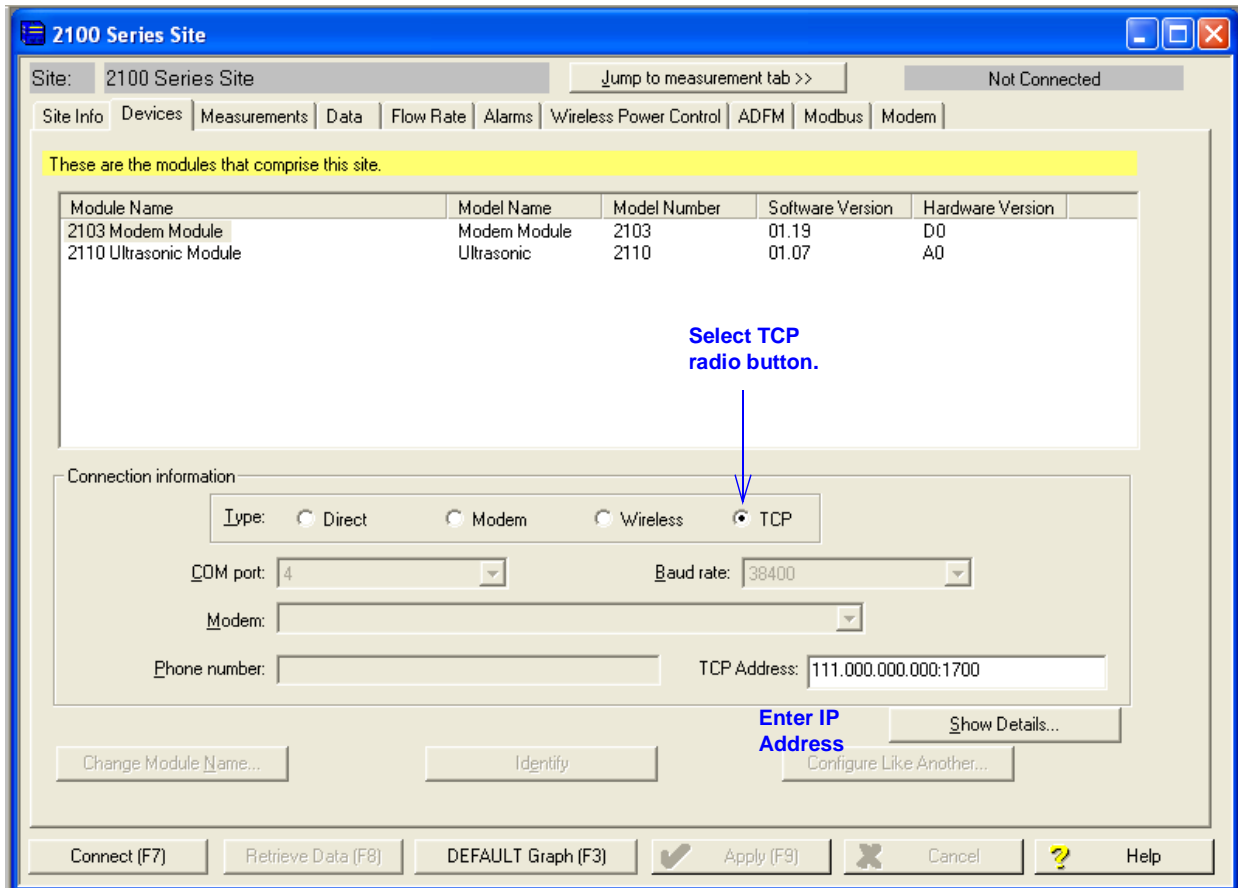 2100 Series Site
Site: 2100 Series Site Jump to measurement tab >> Not Connected
Site Info Devices Measurements Data Flow Rate Alarms Wireless Power Control ADFM Modbus Modem
These are the modules that comprise this site.
Module Name Model Name Model Number Software Version Hardware Version
2103 Modem Module Modem Module 2103 01.19 D0
2110 Ultrasonic Module Ultrasonic 2110 01.07 A0
Select TCP
radio button.
Connection information
Type: Direct Modem Wireless TCP
COM port: 4 Baud rate: 38400
Modem:
Phone number: TCP Address: 111.000.000.000:1700
Enter IP
Address
Show Details...
Change Module Name... Identify Configure Like Another...
Connect (F7) Retrieve Data (F8) DEFAULT Graph (F3) Apply (F9) Cancel Help